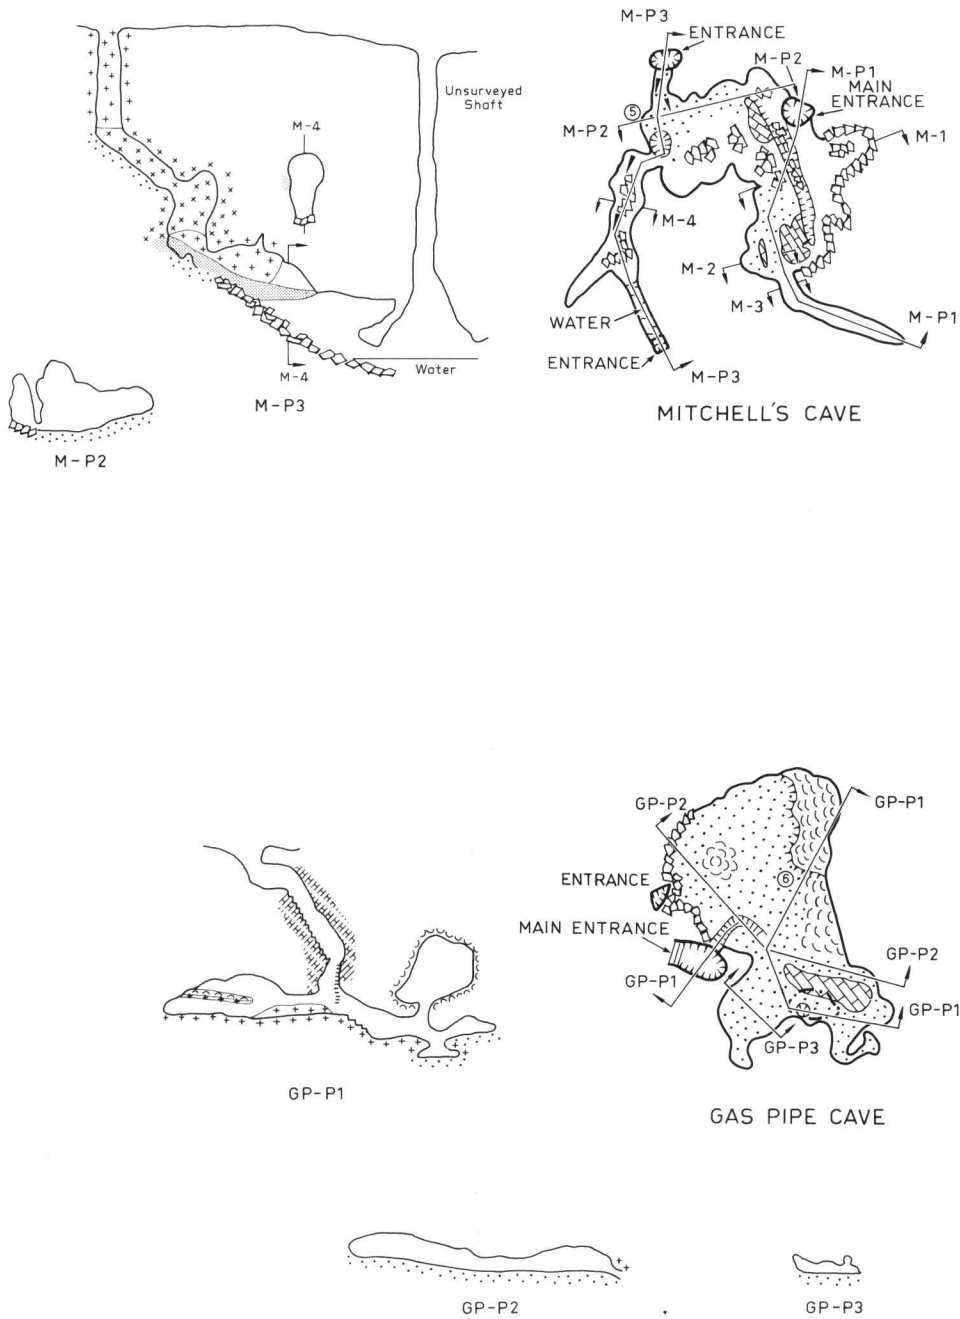 M-P3
ENTRANCE
M-P2
M-P1
MAIN
ENTRANCE
Unsurveyed
Shaft
M-4
5
M-P2
M-1
M-4
M-2
M-3
WATER
M-P1
ENTRANCE
M-4
Water
M-P3
M-P3
M-P2
MITCHELL'S CAVE
GP-P2
GP-P1
6
ENTRANCE
MAIN ENTRANCE
GP-P2
GP-P1
GP-P1
GP-P3
GP-P1
GAS PIPE CAVE
GP-P2
GP-P3